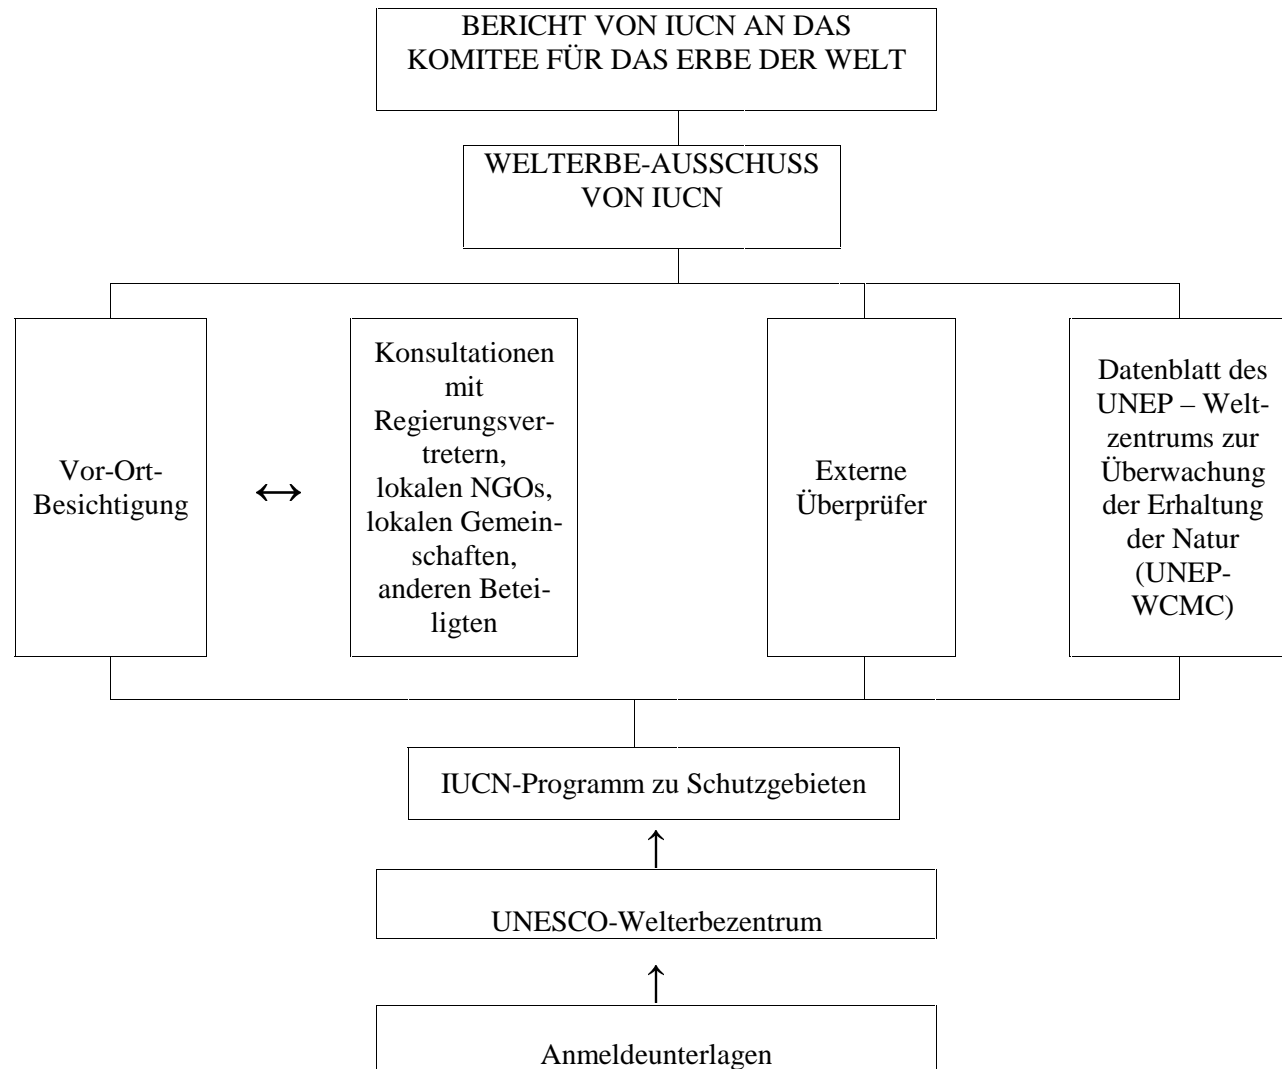 BERICHT VON IUCN AN DAS
KOMITEE FÜR DAS ERBE DER WELT
WELTERBE-AUSSCHUSS
VON IUCN
Vor-Ort-
Besichtigung
↔
Konsultationen
mit
Regierungsver-
tretern,
lokalen NGOs,
lokalen Gemein-
schaften,
anderen Betei-
ligten
Externe
Überprüfer
Datenblatt des
UNEP – Welt-
zentrums zur
Überwachung
der Erhaltung
der Natur
(UNEP-
WCMC)
IUCN-Programm zu Schutzgebieten
↑
UNESCO-Welterbezentrum
↑
Anmeldeunterlagen